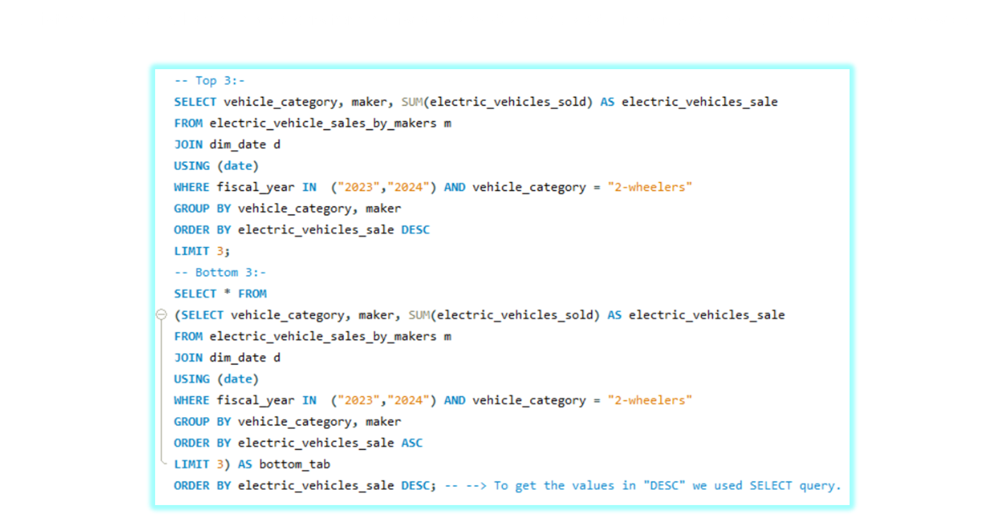 -- Top 3:-
SELECT vehicle_category, maker, SUM(electric_vehicles_sold) AS electric_vehicles_sale
FROM electric_vehicle_sales_by_makers m
JOIN dim_date d
USING (date)
WHERE fiscal_year IN  ("2023","2024") AND vehicle_category = "2-wheelers"
GROUP BY vehicle_category, maker
ORDER BY electric_vehicles_sale DESC
LIMIT 3;
-- Bottom 3:-
SELECT * FROM
(SELECT vehicle_category, maker, SUM(electric_vehicles_sold) AS electric_vehicles_sale
FROM electric_vehicle_sales_by_makers m
JOIN dim_date d
USING (date)
WHERE fiscal_year IN  ("2023","2024") AND vehicle_category = "2-wheelers"
GROUP BY vehicle_category, maker
ORDER BY electric_vehicles_sale ASC
LIMIT 3) AS bottom_tab
ORDER BY electric_vehicles_sale DESC; -- --> To get the values in "DESC" we used SELECT query.